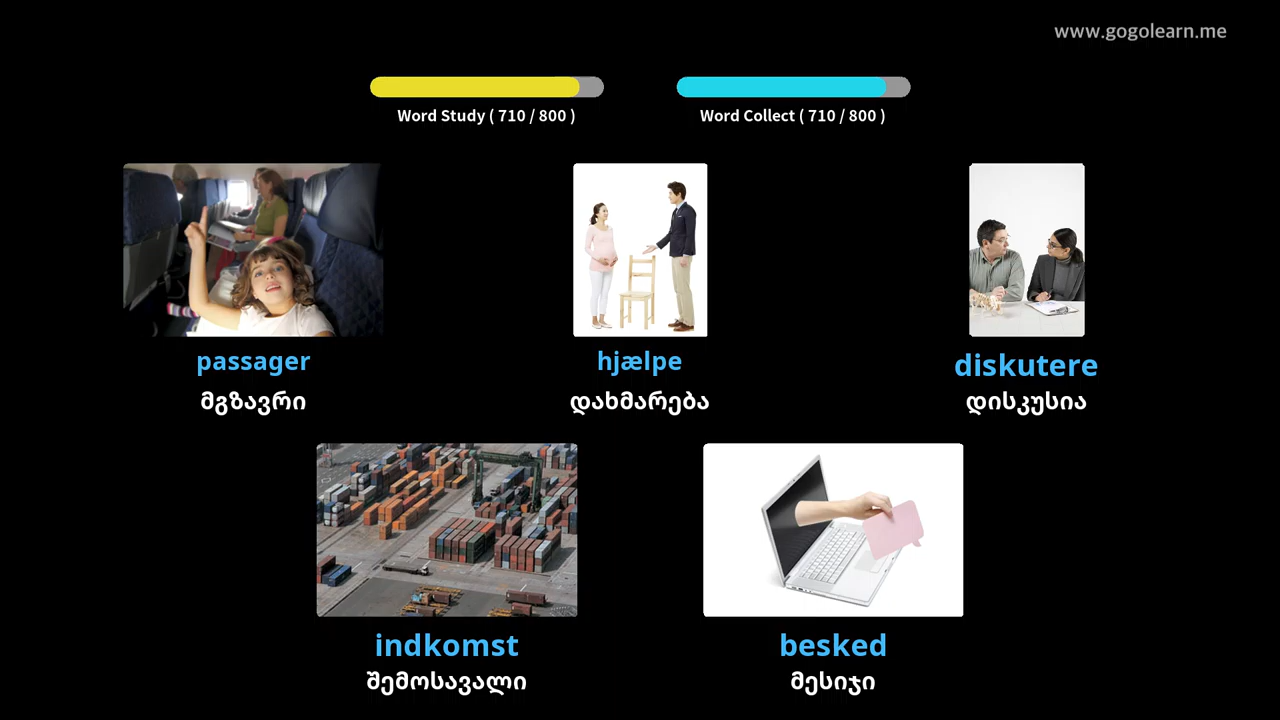 www.gogolearn.me
Word Study ( 710 / 800 )
Word Collect ( 710 / 800 )
passager
hjælpe
diskutere
მგზავრი
დახმარება
დისკუსია
indkomst
besked
შემოსავალი
მესიჯი